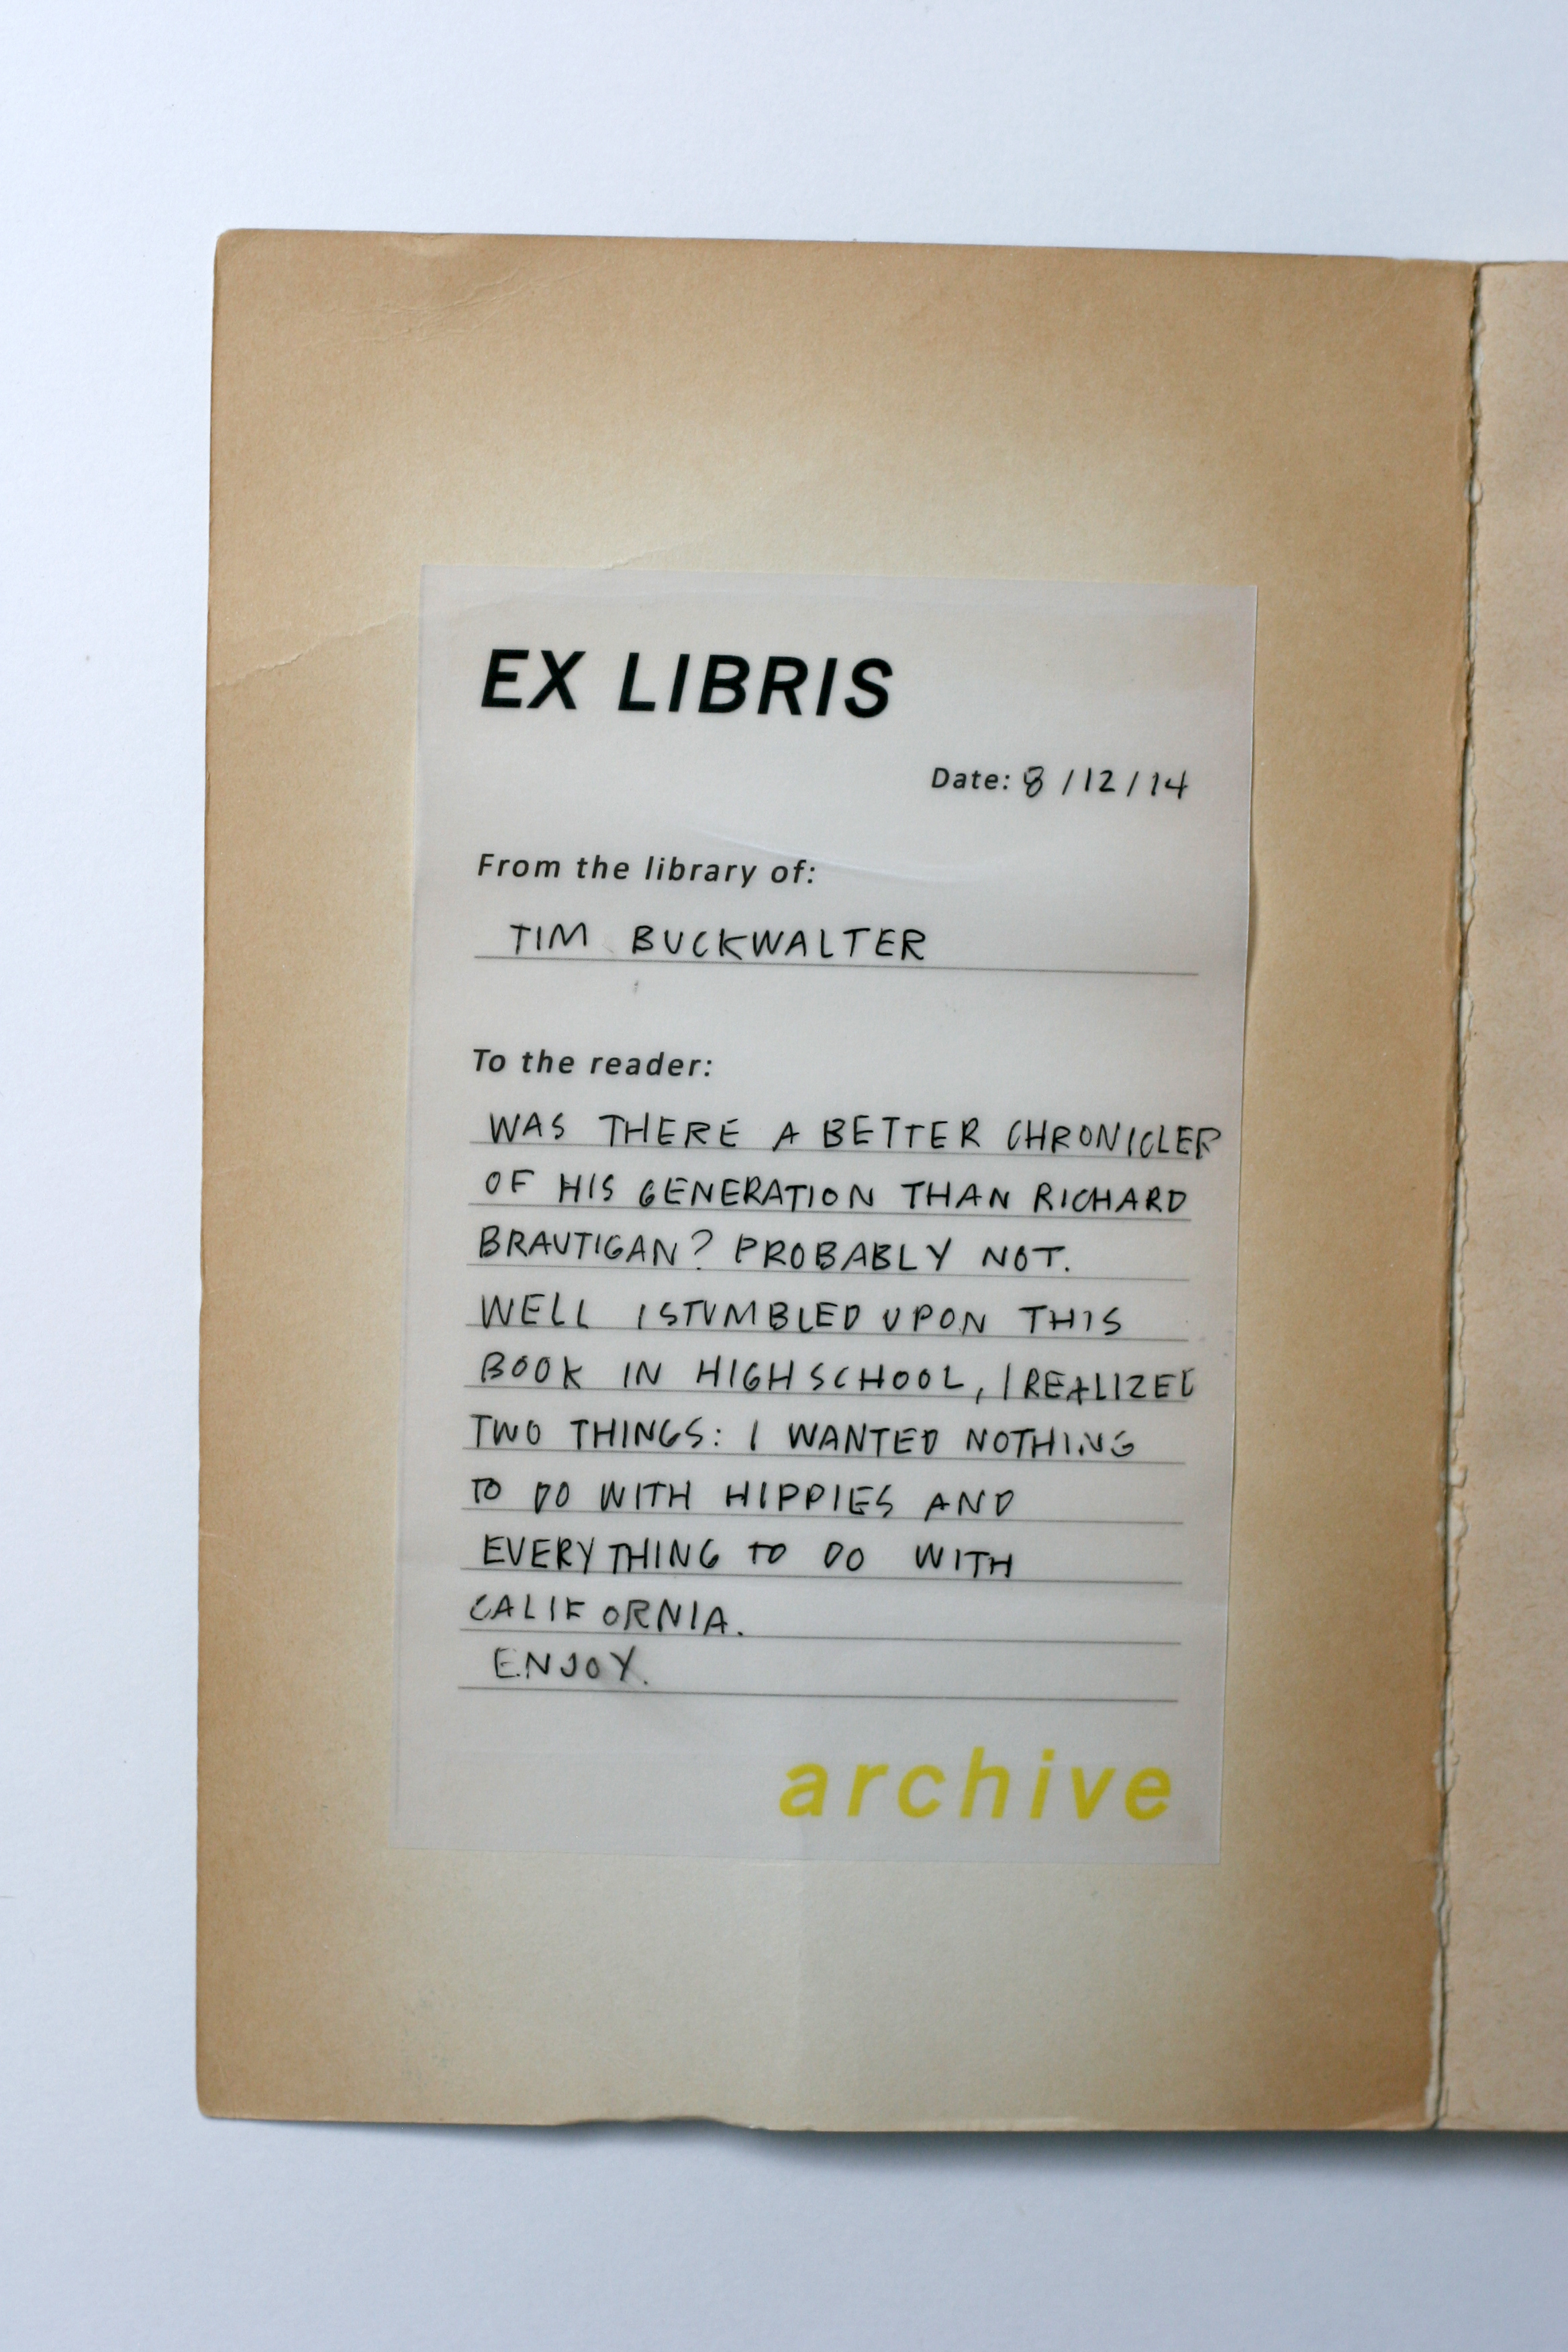 EX LIBRIS
Date: 8/12/14
From the library of:
TIM BUCKWALTER
To the reader:
WAS THERE A BETTER CHRONICLER
OF HIS GENERATION THAN RICHARD
BRAUTIGAN? PROBABLY NOT.
WELL I STUMBLED UPON THIS
BOOK IN HIGH SCHOOL, I REALIZED
TWO THINGS: I WANTED NOTHING
TO DO WITH HIPPIES AND
EVERYTHING TO DO WITH
CALIFORNIA.
ENJOY.
archive